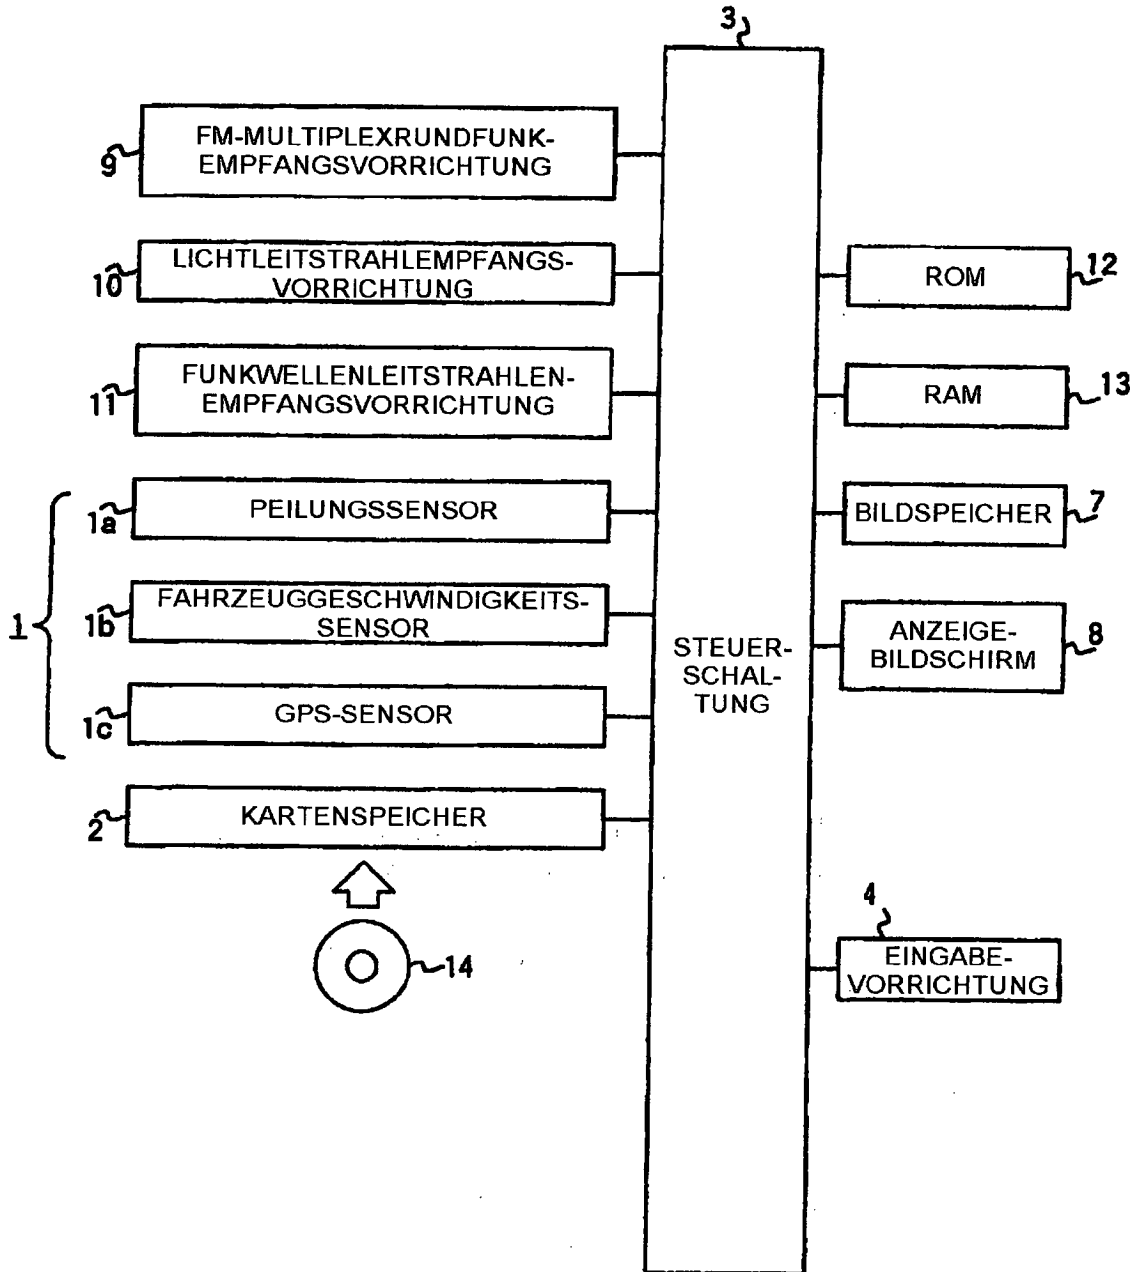 3
FM-MULTIPLEXRUNDFUNK-
EMPFANGSVORRICHTUNG
9
LICHTLEITSTRAHLEMPFANGS-
VORRICHTUNG
10
FUNKWELLENLEITSTRAHLEN-
EMPFANGSVORRICHTUNG
11
PEILUNGSSENSOR
1a
FAHRZEUGGESCHWINDIGKEITS-
SENSOR
1b
GPS-SENSOR
1c
1
KARTENSPEICHER
2
14
STEUER-
SCHAL-
TUNG
ROM
12
RAM
13
BILDSPEICHER
7
ANZEIGE-
BILDSCHIRM
8
4
EINGABE-
VORRICHTUNG